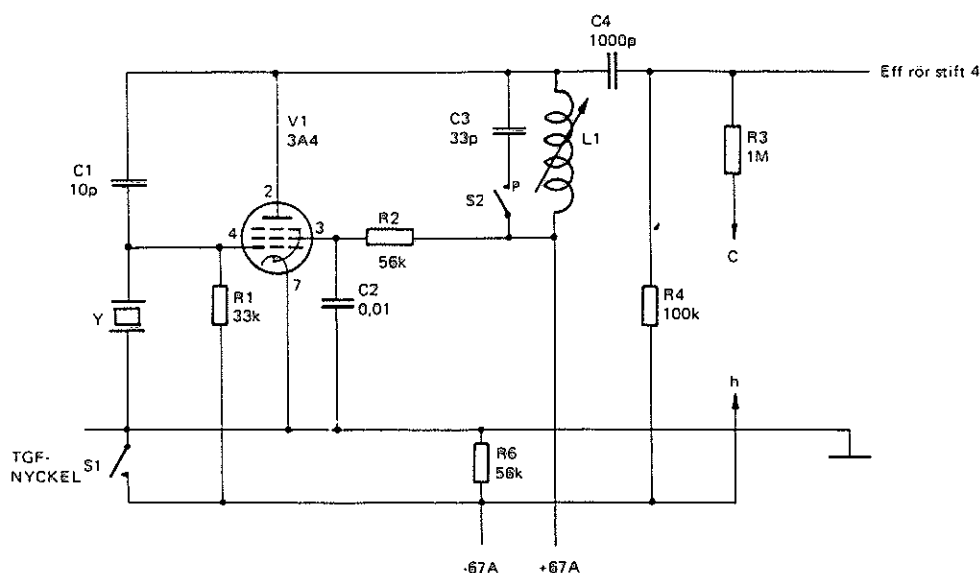 C4
1000p
Eff rör stift 4
V1
3A4
C3
33p
L1
R3
1M
C1
10p
2
S2
P
4
3
R2
56k
C
7
R1
33k
C2
0,01
R4
100k
Y
h
TGF-
NYCKEL
S1
R6
56k
-67A
+67A